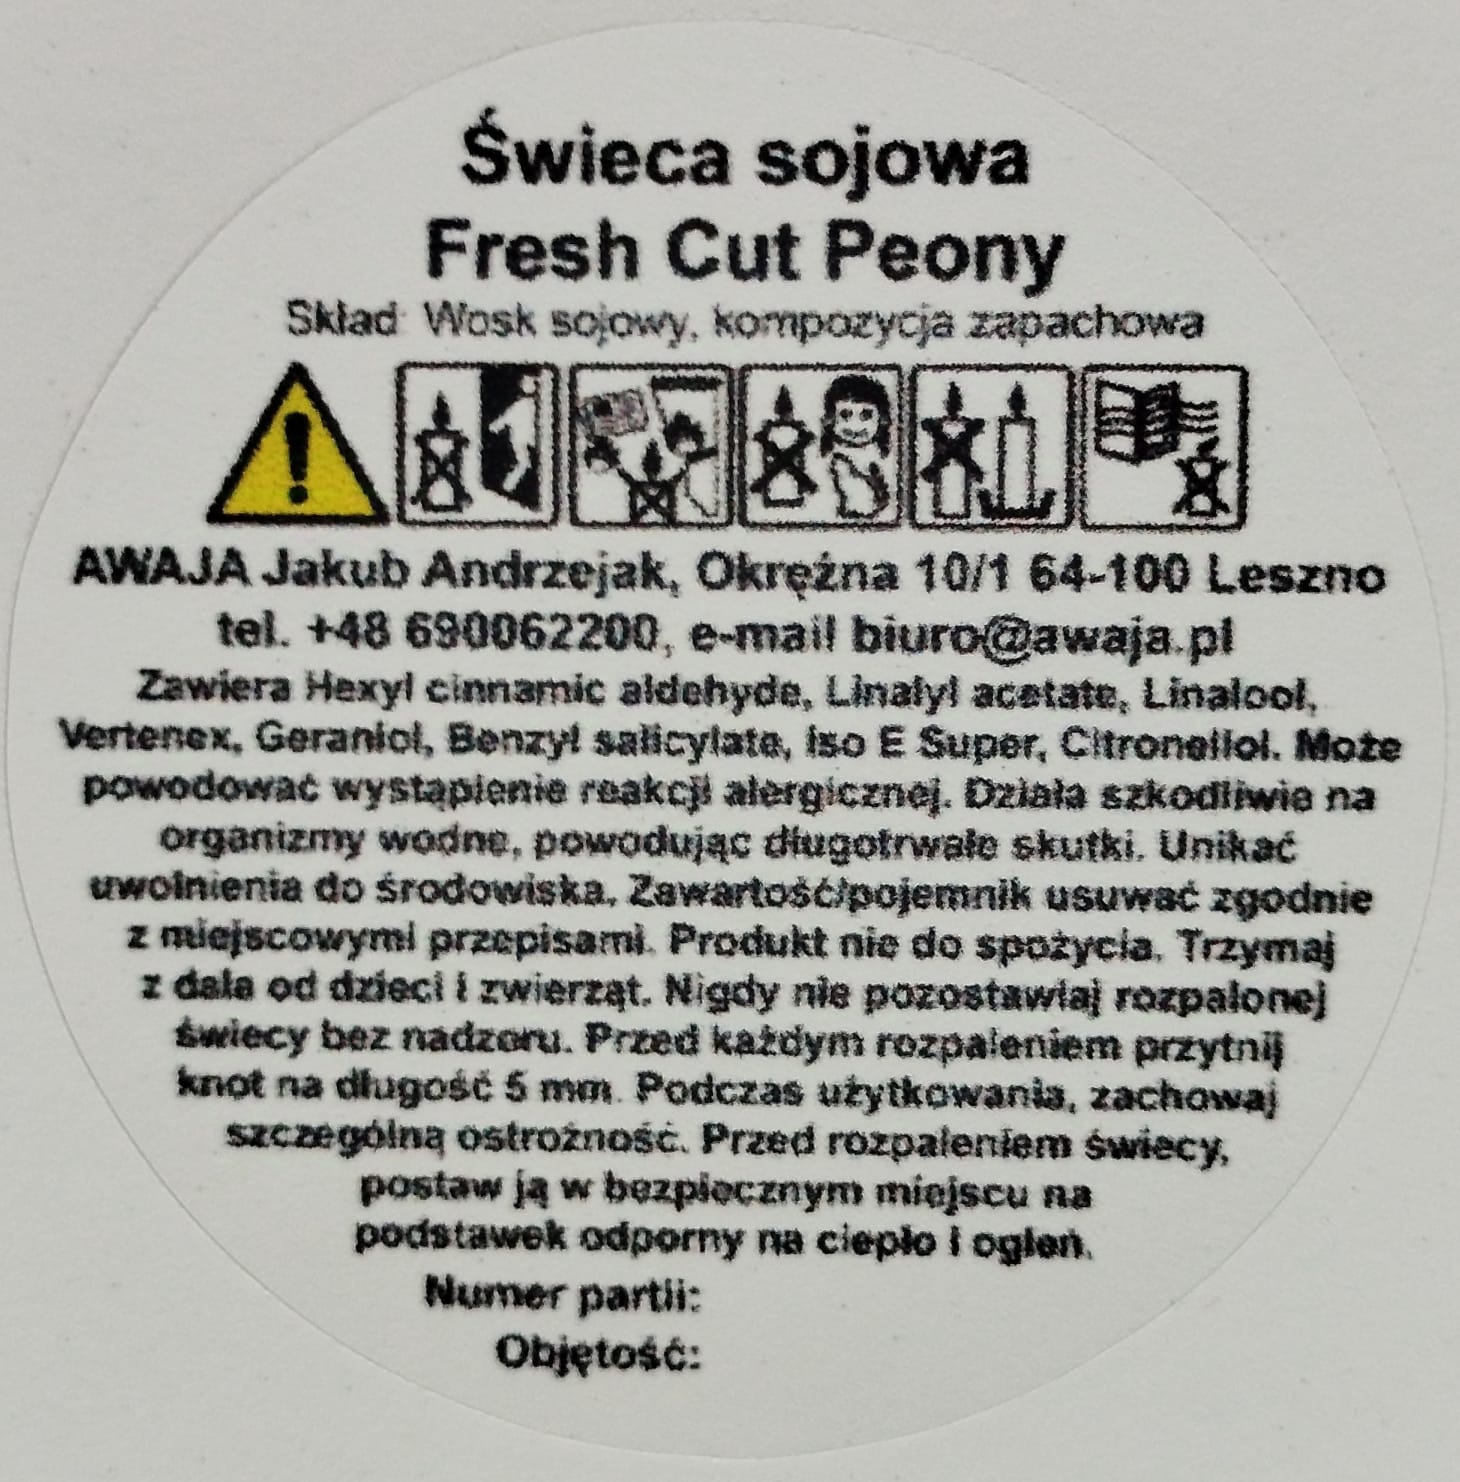 Świeca sojowa
Fresh Cut Peony
Skład: Wosk sojowy, kompozycja zapachowa
AWAJA Jakub Andrzejak, Okrężna 10/1 64-100 Leszno
tel. +48 690062200, e-mail biuro@awaja.pl
Zawiera Hexyl cinnamic aldehyde, Linalyl acetate, Linalool,
Vertenex, Geraniol, Benzyl salicylate, Iso E Super, Citronellol. Może
powodować wystąpienie reakcji alergicznej. Działa szkodliwie na
organizmy wodne, powodując długotrwałe skutki. Unikać
uwolnienia do środowiska. Zawartość/pojemnik usuwać zgodnie
z miejscowymi przepisami. Produkt nie do spożycia. Trzymaj
z dala od dzieci i zwierząt. Nigdy nie pozostawiaj rozpalonej
świecy bez nadzoru. Przed każdym rozpaleniem przytnij
knot na długość 5 mm. Podczas użytkowania, zachowaj
szczególną ostrożność. Przed rozpaleniem świecy,
postaw ją w bezpiecznym miejscu na
podstawek odporny na ciepło i ogień.
Numer partii:
Objętość: